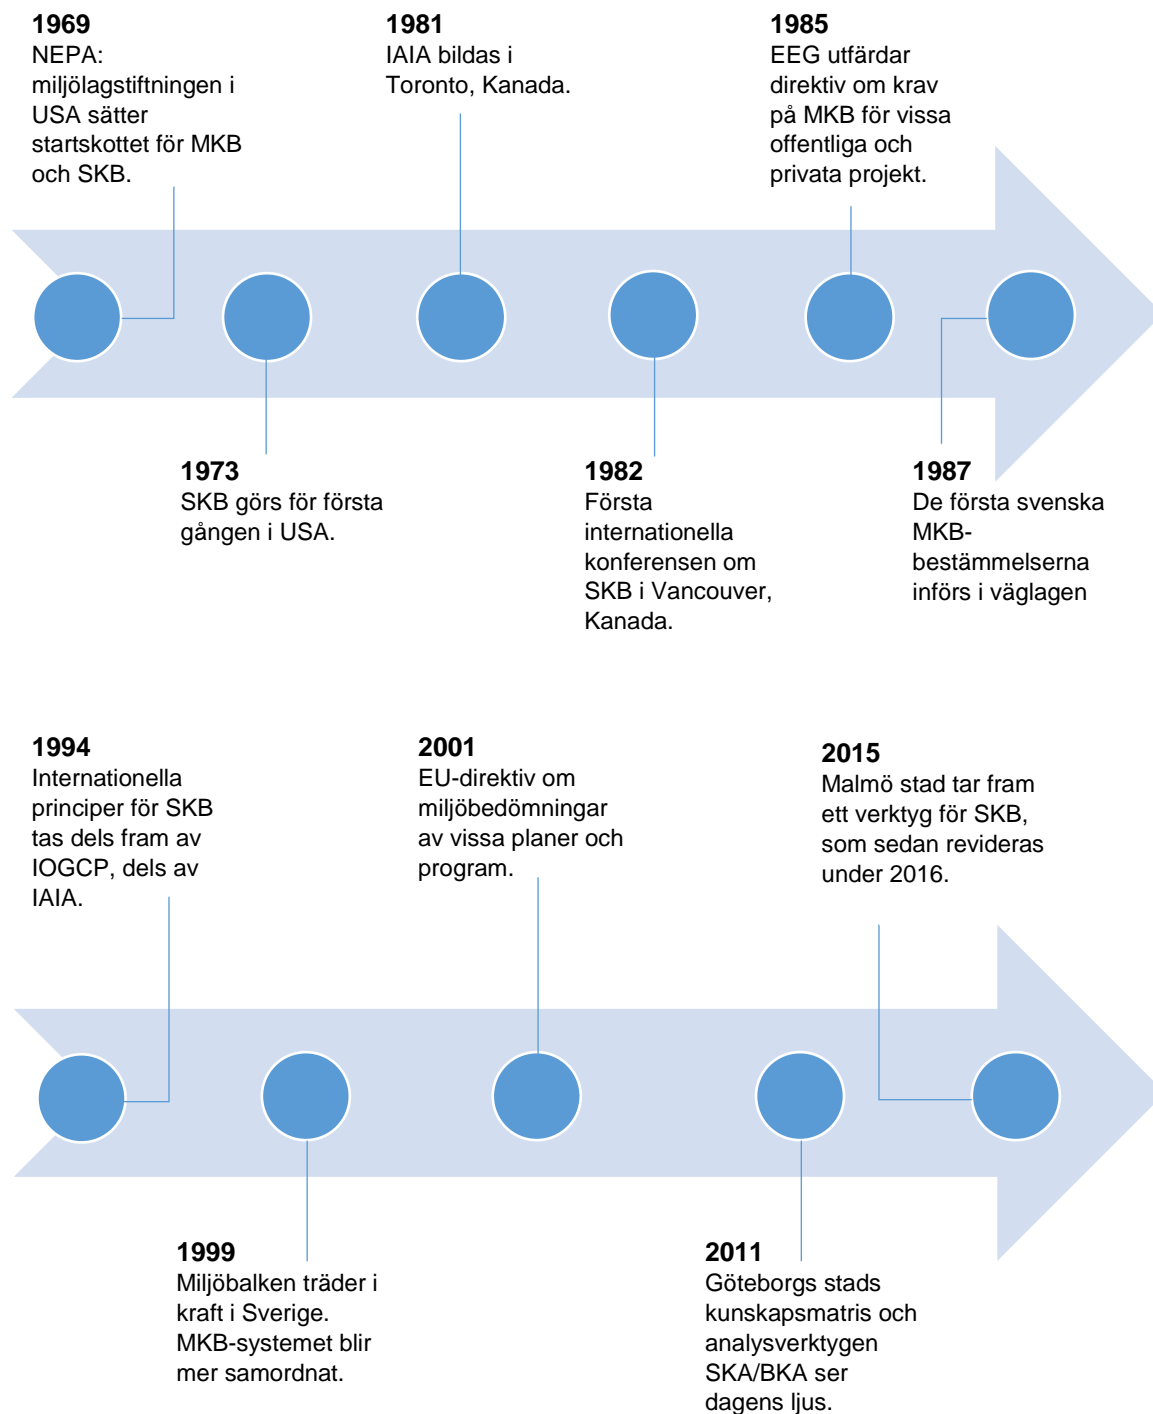 1969
NEPA:
miljölagstiftningen i
USA sätter
startskottet för MKB
och SKB.
1981
IAIA bildas i
Toronto, Kanada.
1985
EEG utfärdar
direktiv om krav
på MKB för vissa
offentliga och
privata projekt.
1973
SKB görs för första
gången i USA.
1982
Första
internationella
konferensen om
SKB i Vancouver,
Kanada.
1987
De första svenska
MKB-
bestämmelserna
införs i väglagen
1994
Internationella
principer för SKB
tas dels fram av
IOGCP, dels av
IAIA.
2001
EU-direktiv om
miljöbedömningar
av vissa planer och
program.
2015
Malmö stad tar fram
ett verktyg för SKB,
som sedan revideras
under 2016.
1999
Miljöbalken träder i
kraft i Sverige.
MKB-systemet blir
mer samordnat.
2011
Göteborgs stads
kunskapsmatris och
analysverktygen
SKA/BKA ser
dagens ljus.